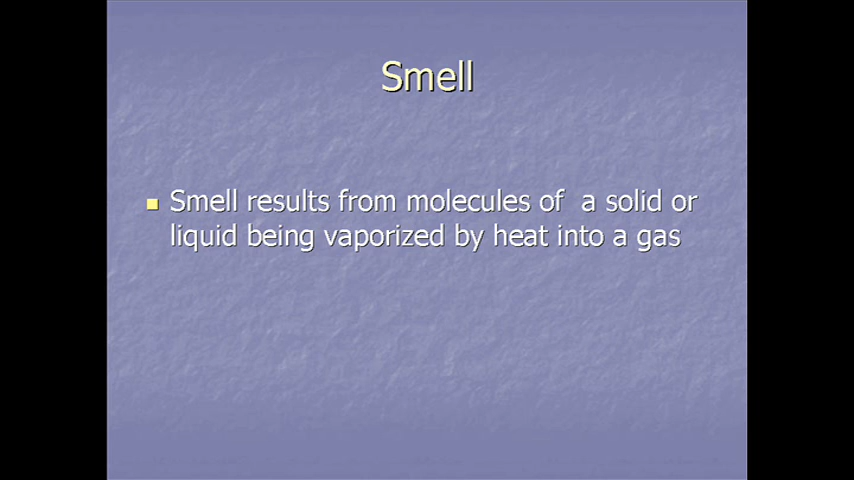 Smell
Smell results from molecules of  a solid or
liquid being vaporized by heat into a gas